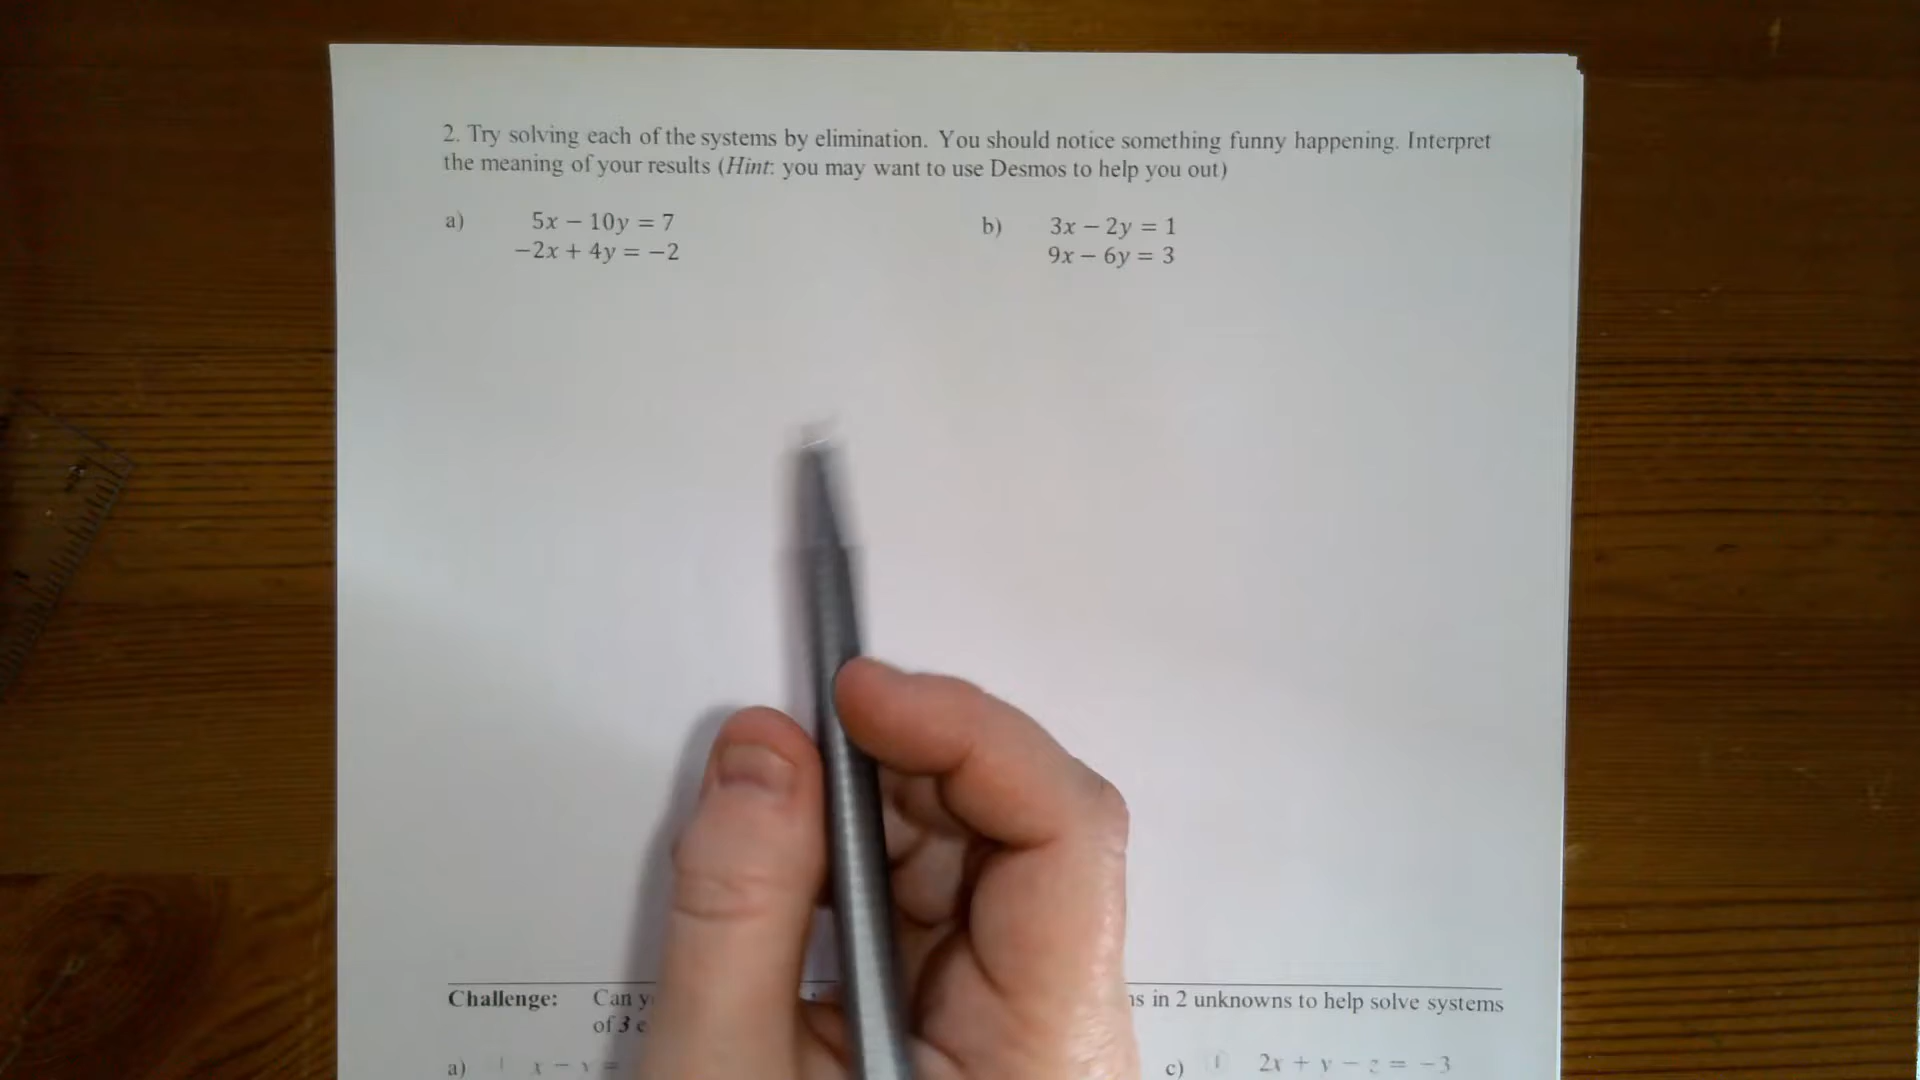 2. Try solving each of the systems by elimination. You should notice something funny happening. Interpret
the meaning of your results (Hint: you may want to use Desmos to help you out)
a) 5x − 10y = 7
−2x + 4y = −2
b) 3x − 2y = 1
9x − 6y = 3
Challenge: Can in 2 unknowns to help solve systems
of 3
a) x − y =
c) 2x + y − z = −3